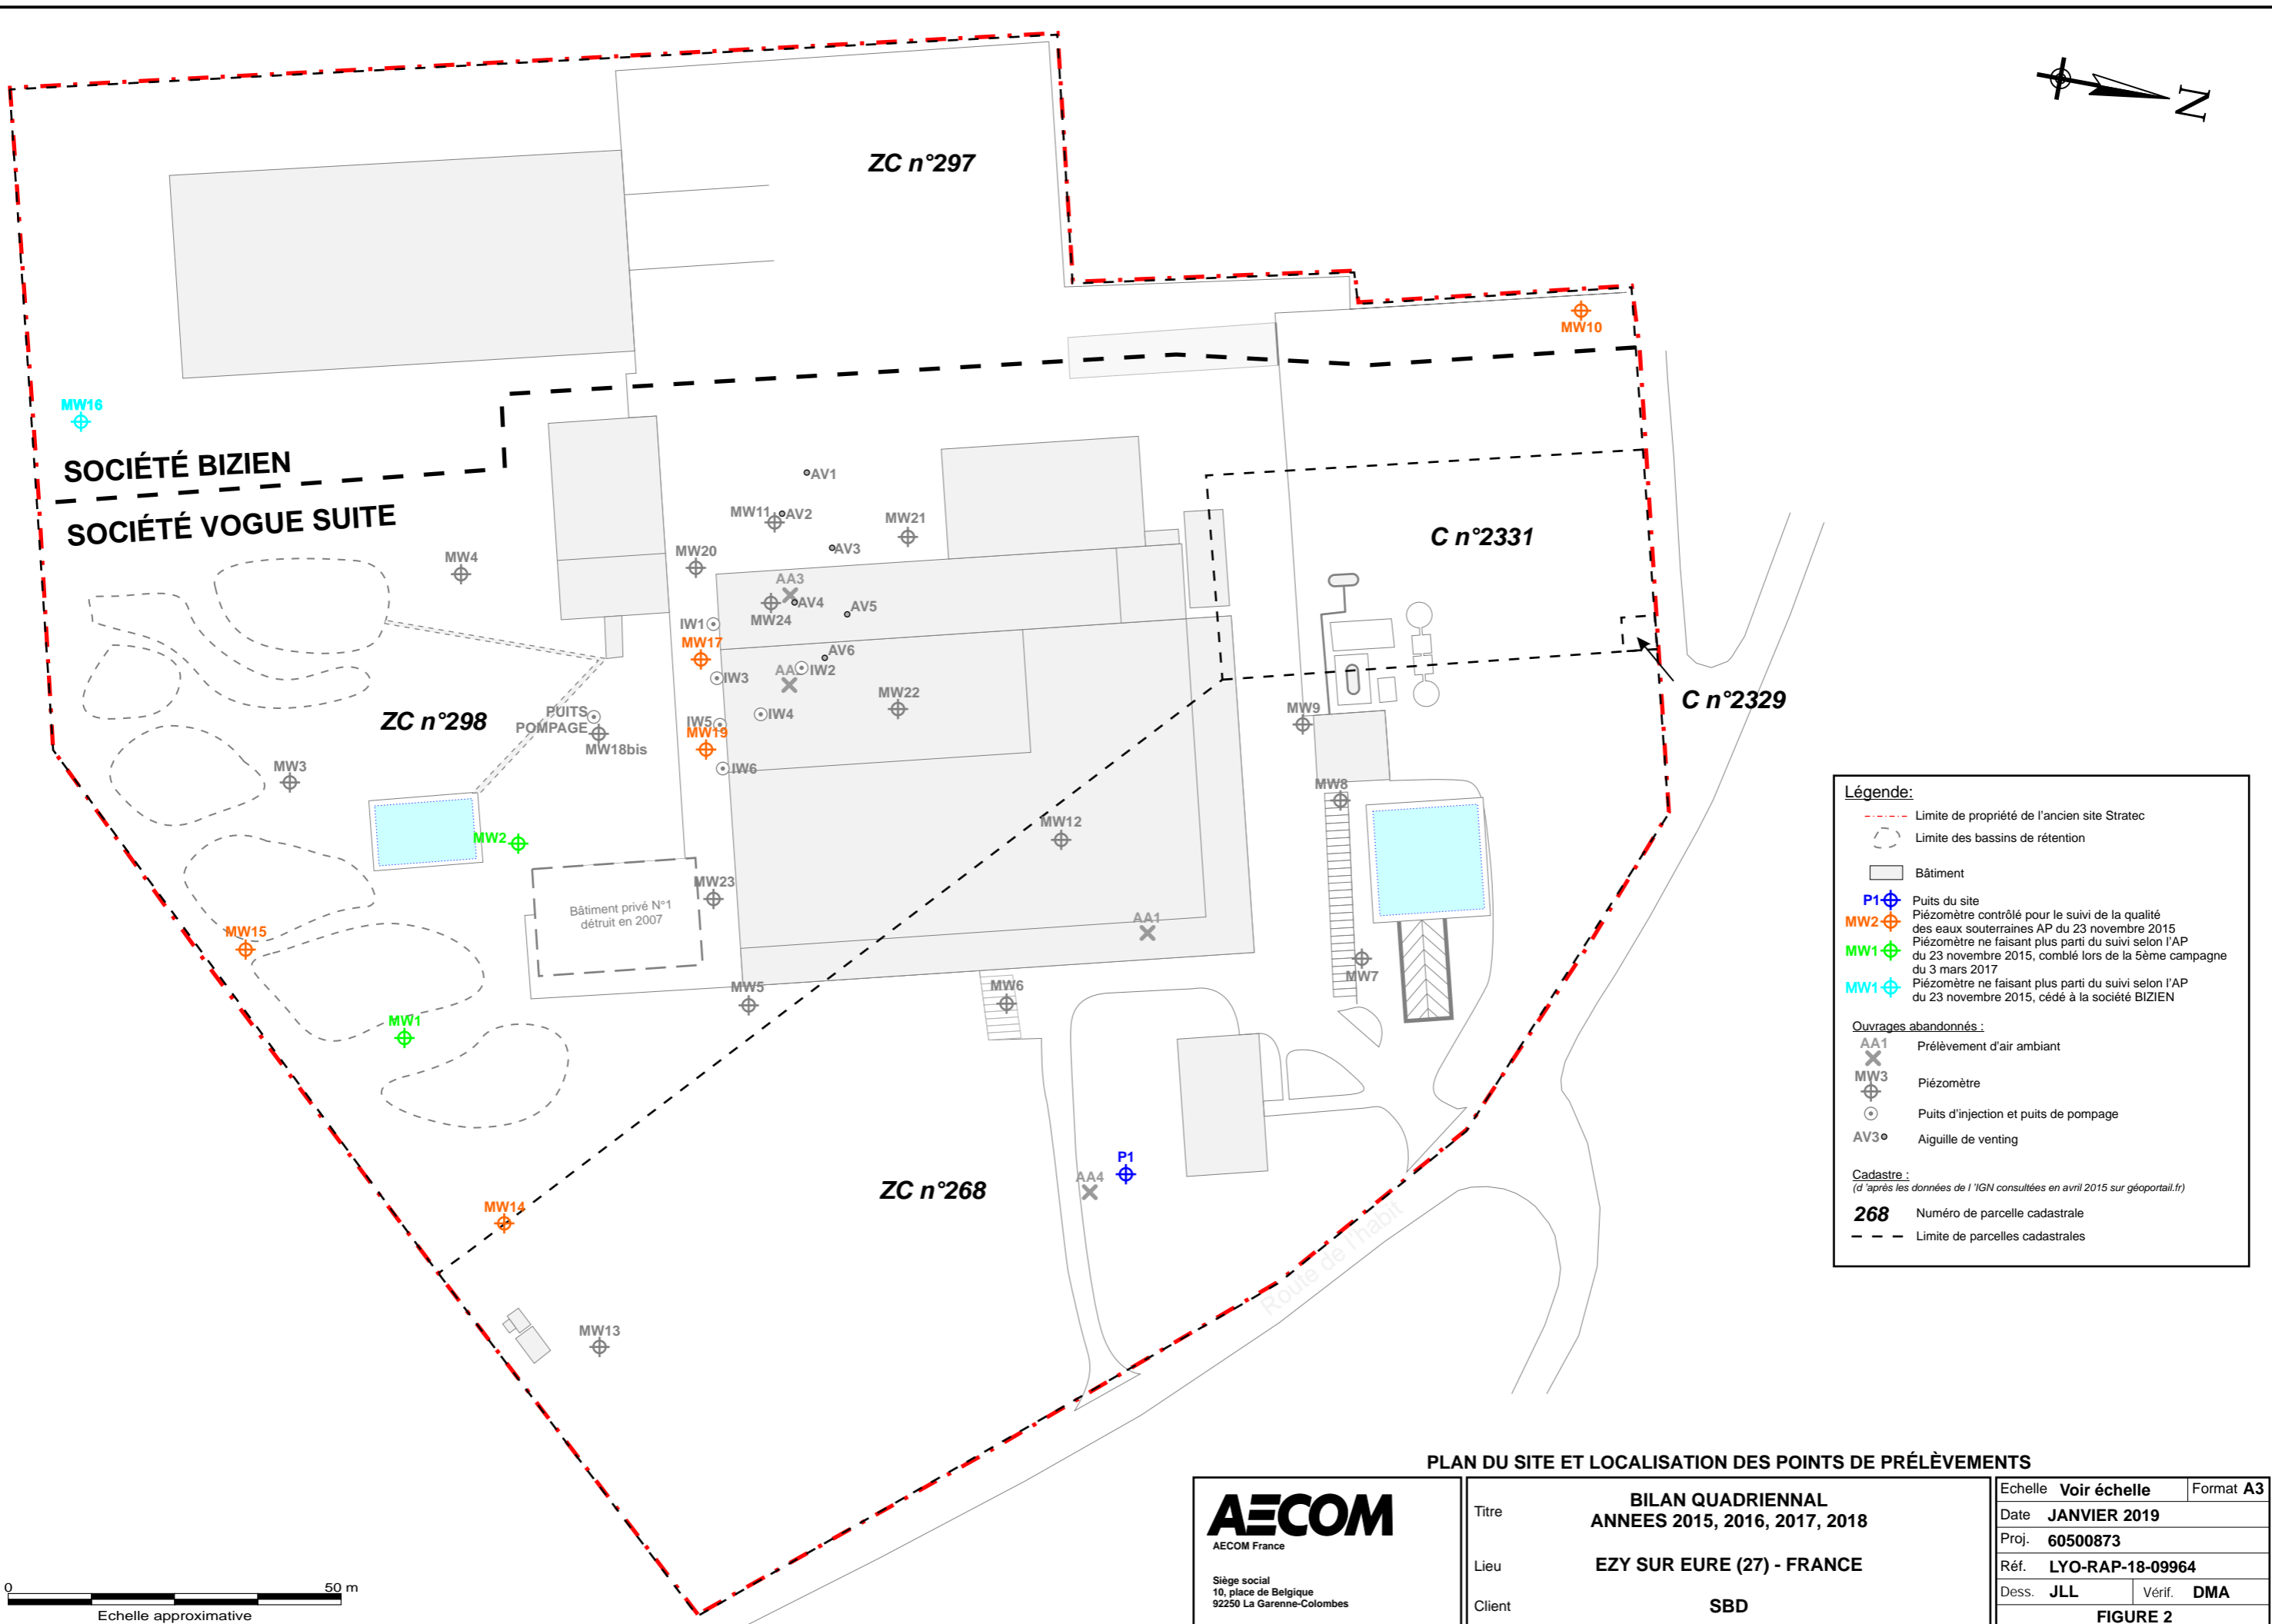 ZC n°297
N
MW10
MW16
SOCIÉTÉ BIZIEN
SOCIÉTÉ VOGUE SUITE
AV1
MW11
AV2
MW21
AV3
C n°2331
MW4
MW20
AA3
AV4
AV5
MW24
IW1
MW17
AV6
IW2
IW3
AA
C n°2329
MW22
IW4
PUITS
POMPAGE
IW5
MW19
MW9
ZC n°298
MW18bis
IW6
MW3
MW8
MW2
MW12
MW23
Bâtiment privé N°1
détruit en 2007
AA1
MW15
MW7
MW5
MW6
MW1
P1
AA4
ZC n°268
MW14
Route de l'habit
MW13
Légende:
Limite de propriété de l'ancien site Stratec
Limite des bassins de rétention
Bâtiment
P1 Puits du site
MW2 Piézomètre contrôlé pour le suivi de la qualité
des eaux souterraines AP du 23 novembre 2015
MW1 Piézomètre ne faisant plus parti du suivi selon l'AP
du 23 novembre 2015, comblé lors de la 5ème campagne
du 3 mars 2017
MW1 Piézomètre ne faisant plus parti du suivi selon l'AP
du 23 novembre 2015, cédé à la société BIZIEN
Ouvrages abandonnés :
AA1 Prélèvement d'air ambiant
MW3 Piézomètre
Puits d'injection et puits de pompage
AV3 Aiguille de venting
Cadastre :
(d 'après les données de l 'IGN consultées en avril 2015 sur géoportail.fr)
268 Numéro de parcelle cadastrale
Limite de parcelles cadastrales
PLAN DU SITE ET LOCALISATION DES POINTS DE PRÉLÈVEMENTS
AECOM
AECOM France
Siège social
10, place de Belgique
92250 La Garenne-Colombes
Titre BILAN QUADRIENNAL
ANNEES 2015, 2016, 2017, 2018
Lieu EZY SUR EURE (27) - FRANCE
Client SBD
Echelle Voir échelle Format A3
Date JANVIER 2019
Proj. 60500873
Réf. LYO-RAP-18-09964
Dess. JLL Vérif. DMA
FIGURE 2
0 50 m
Echelle approximative